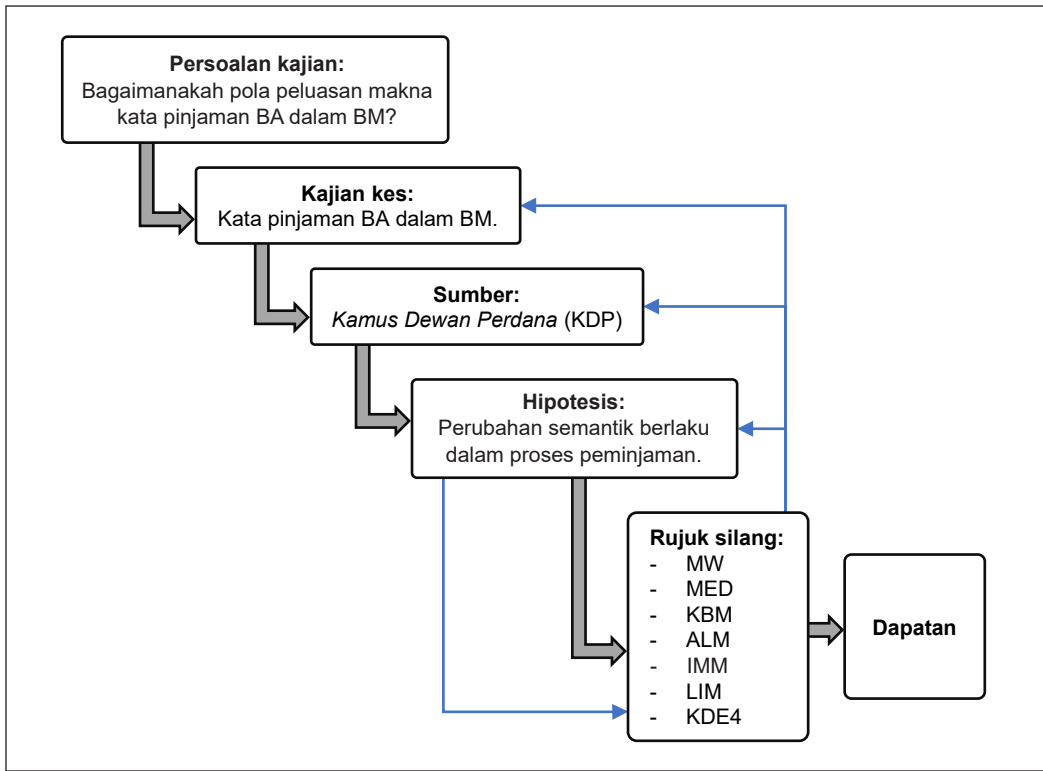 Persoalan kajian:
Bagaimanakah pola peluasan makna
kata pinjaman BA dalam BM?
Kajian kes:
Kata pinjaman BA dalam BM.
Sumber:
Kamus Dewan Perdana (KDP)
Hipotesis:
Perubahan semantik berlaku
dalam proses peminjaman.
Rujuk silang:
- MW
- MED
- KBM
- ALM
- IMM
- LIM
- KDE4
Dapatan